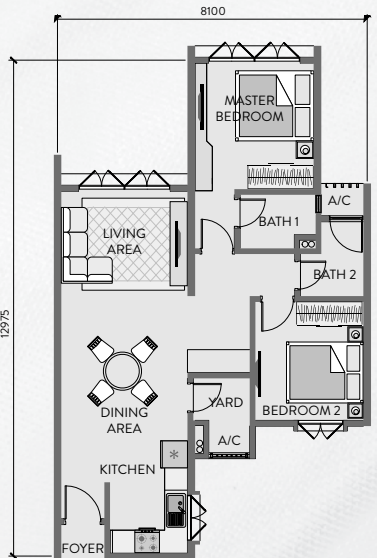 8100
12975
MASTER
BEDROOM
A/C
BATH 1
LIVING
AREA
BATH 2
YARD
BEDROOM 2
DINING
AREA
A/C
KITCHEN
FOYER